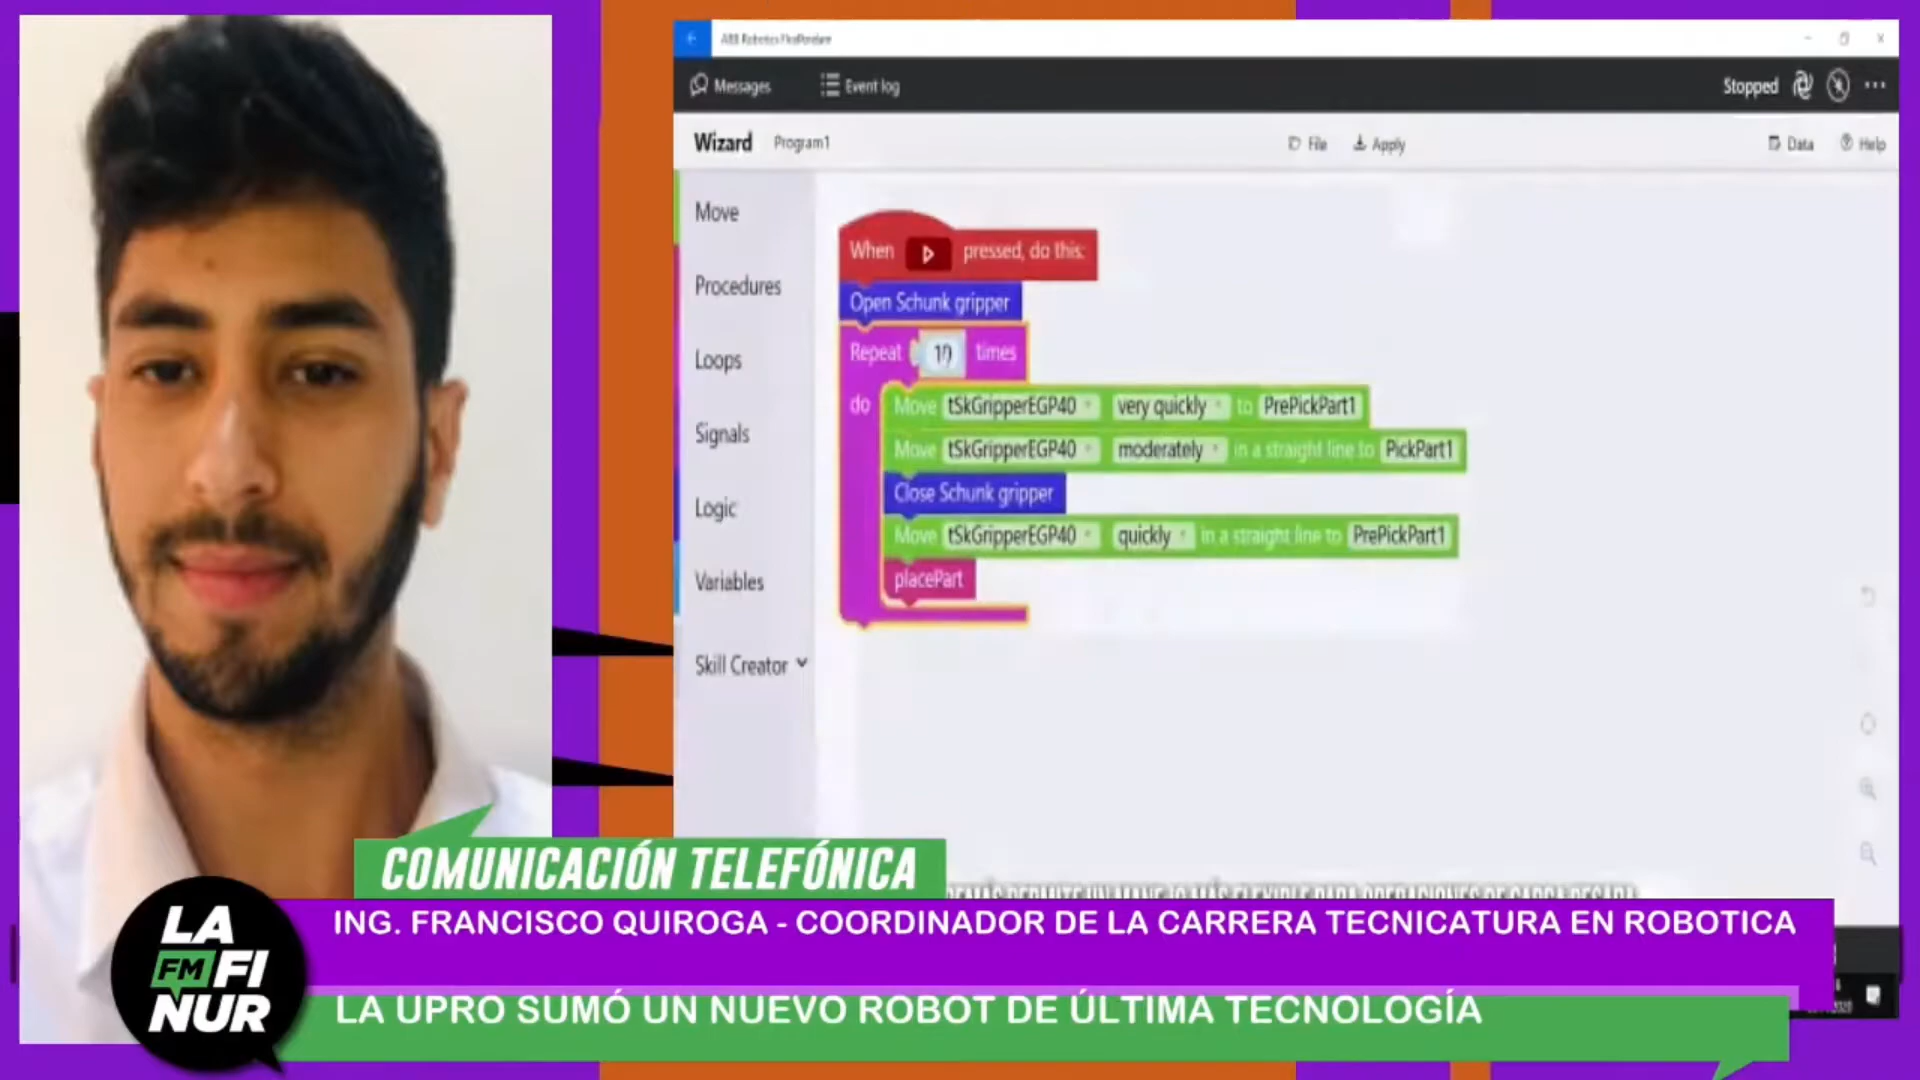 ABB Robotics FlexPendant
Messages
Event log
Stopped
Wizard
Program1
File
Apply
Data
Help
Move
Procedures
Loops
Signals
Logic
Variables
Skill Creator
When pressed, do this:
Open Schunk gripper
Repeat 10 times
do
Move tSkGripperEGP40 very quickly to PrePickPart1
Move tSkGripperEGP40 moderately in a straight line to PickPart1
Close Schunk gripper
Move tSkGripperEGP40 quickly in a straight line to PrePickPart1
placePart
COMUNICACIÓN TELEFÓNICA
ING. FRANCISCO QUIROGA - COORDINADOR DE LA CARRERA TECNICATURA EN ROBOTICA
LA UPRO SUMÓ UN NUEVO ROBOT DE ÚLTIMA TECNOLOGÍA
LA
FM FI
NUR